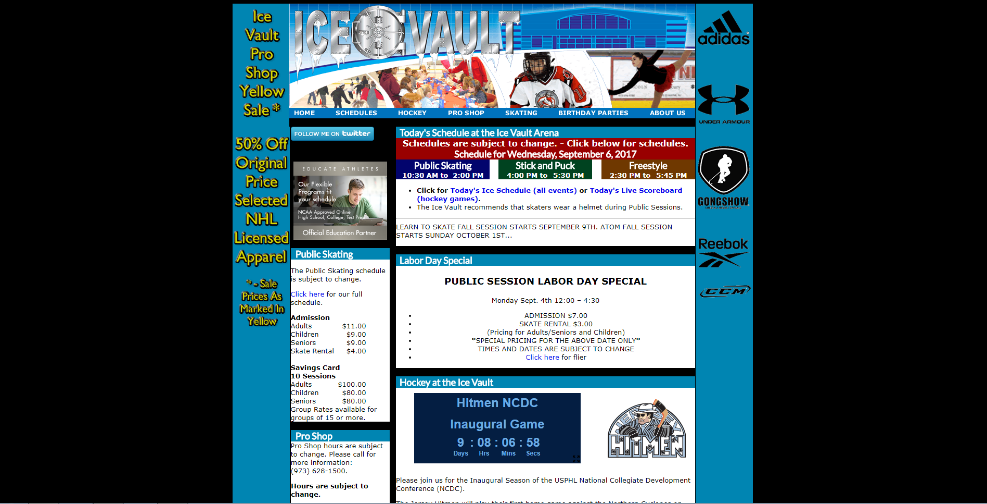 Ice
Vault
Pro
Shop
Yellow
Sale *
50% Off
Original
Price
Selected
NHL
Licensed
Apparel
* - Sale
Prices As
Marked In
Yellow
ICE VAULT
HOME SCHEDULES HOCKEY PRO SHOP SKATING BIRTHDAY PARTIES ABOUT US
FOLLOW ME ON twitter
EDUCATE ATHLETES
Our Flexible
Programs fit
your schedule
NCAA Approved Online
High School, College, Test Prep
Official Education Partner
Public Skating
The Public Skating schedule
is subject to change.
Click here for our full
schedule.
Admission
Adults $11.00
Children $9.00
Seniors $9.00
Skate Rental $4.00
Savings Card
10 Sessions
Adults $100.00
Children $80.00
Seniors $80.00
Group Rates available for
groups of 15 or more.
Pro Shop
Pro Shop hours are subject
to change. Please call for
more information:
(973) 628-1500.
Hours are subject to
change.
Today's Schedule at the Ice Vault Arena
Schedules are subject to change. - Click below for schedules.
Schedule for Wednesday, September 6, 2017
Public Skating Stick and Puck Freestyle
10:30 AM to 2:00 PM 4:00 PM to 5:30 PM 2:30 PM to 5:45 PM
Click for Today's Ice Schedule (all events) or Today's Live Scoreboard
(hockey games).
The Ice Vault recommends that skaters wear a helmet during Public Sessions.
LEARN TO SKATE FALL SESSION STARTS SEPTEMBER 9TH. ATOM FALL SESSION
STARTS SUNDAY OCTOBER 1ST...
Labor Day Special
PUBLIC SESSION LABOR DAY SPECIAL
Monday Sept. 4th 12:00 – 4:30
ADMISSION $7.00
SKATE RENTAL $3.00
(Pricing for Adults/Seniors and Children)
*SPECIAL PRICING FOR THE ABOVE DATE ONLY*
TIMES AND DATES ARE SUBJECT TO CHANGE
Click here for flier
Hockey at the Ice Vault
Hitmen NCDC
Inaugural Game
9 : 08 : 06 : 58
Days Hrs Mins Secs
HITMEN
Please join us for the Inaugural Season of the USPHL National Collegiate Development
Conference (NCDC).
adidas
UNDER ARMOUR
GONGSHOW
Reebok
CCM